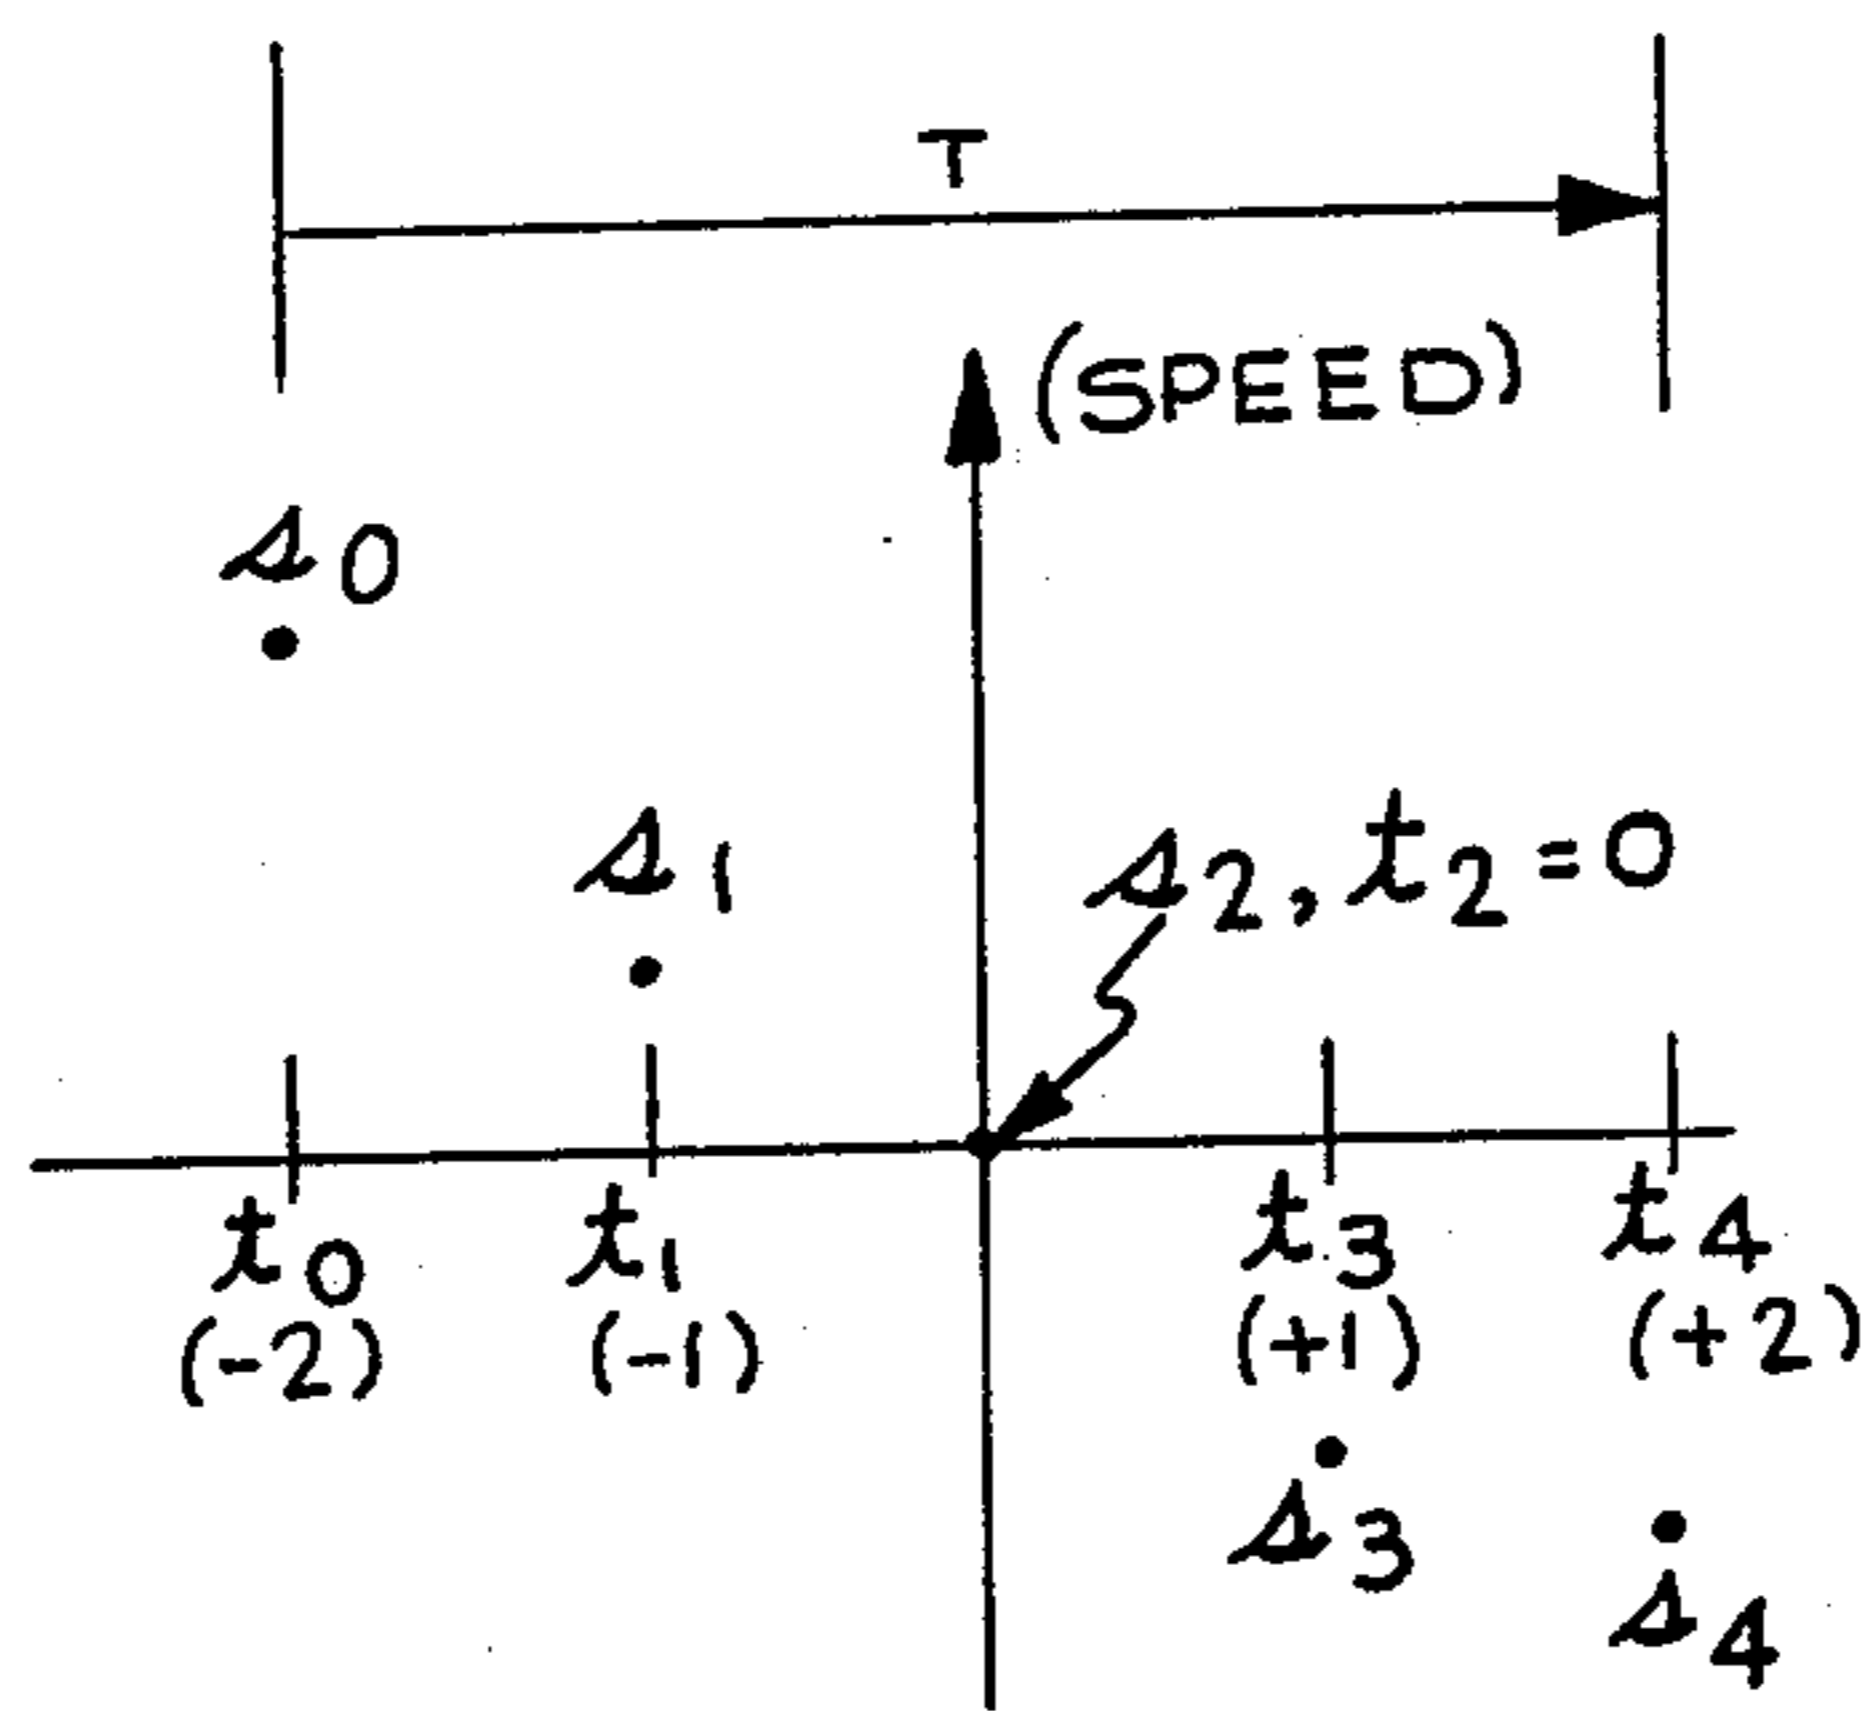 T
(SPEED)
s0
s1
s2, t2=0
t0 t1 t3 t4
(-2) (-1) (+1) (+2)
s3
s4